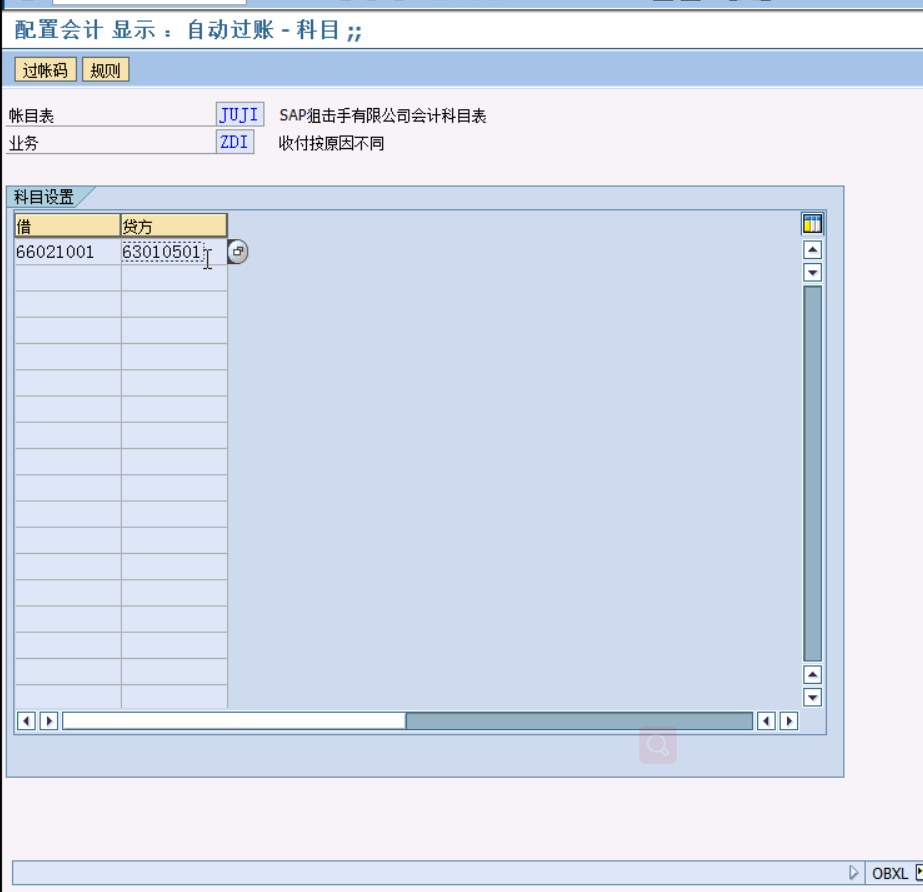 配置会计 显示 : 自动过账 - 科目 ;;
过帐码 规则
帐目表 JUJI SAP狙击手有限公司会计科目表
业务 ZDI 收付按原因不同
科目设置
借 贷方
66021001 63010501
OBXL